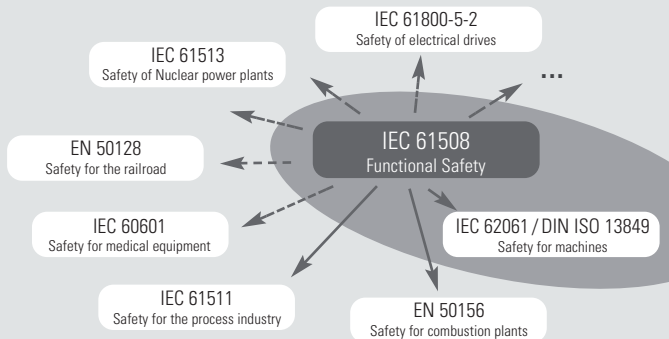 IEC 61800-5-2
Safety of electrical drives
IEC 61513
Safety of Nuclear power plants
...
IEC 61508
Functional Safety
EN 50128
Safety for the railroad
IEC 60601
Safety for medical equipment
IEC 62061 / DIN ISO 13849
Safety for machines
IEC 61511
Safety for the process industry
EN 50156
Safety for combustion plants